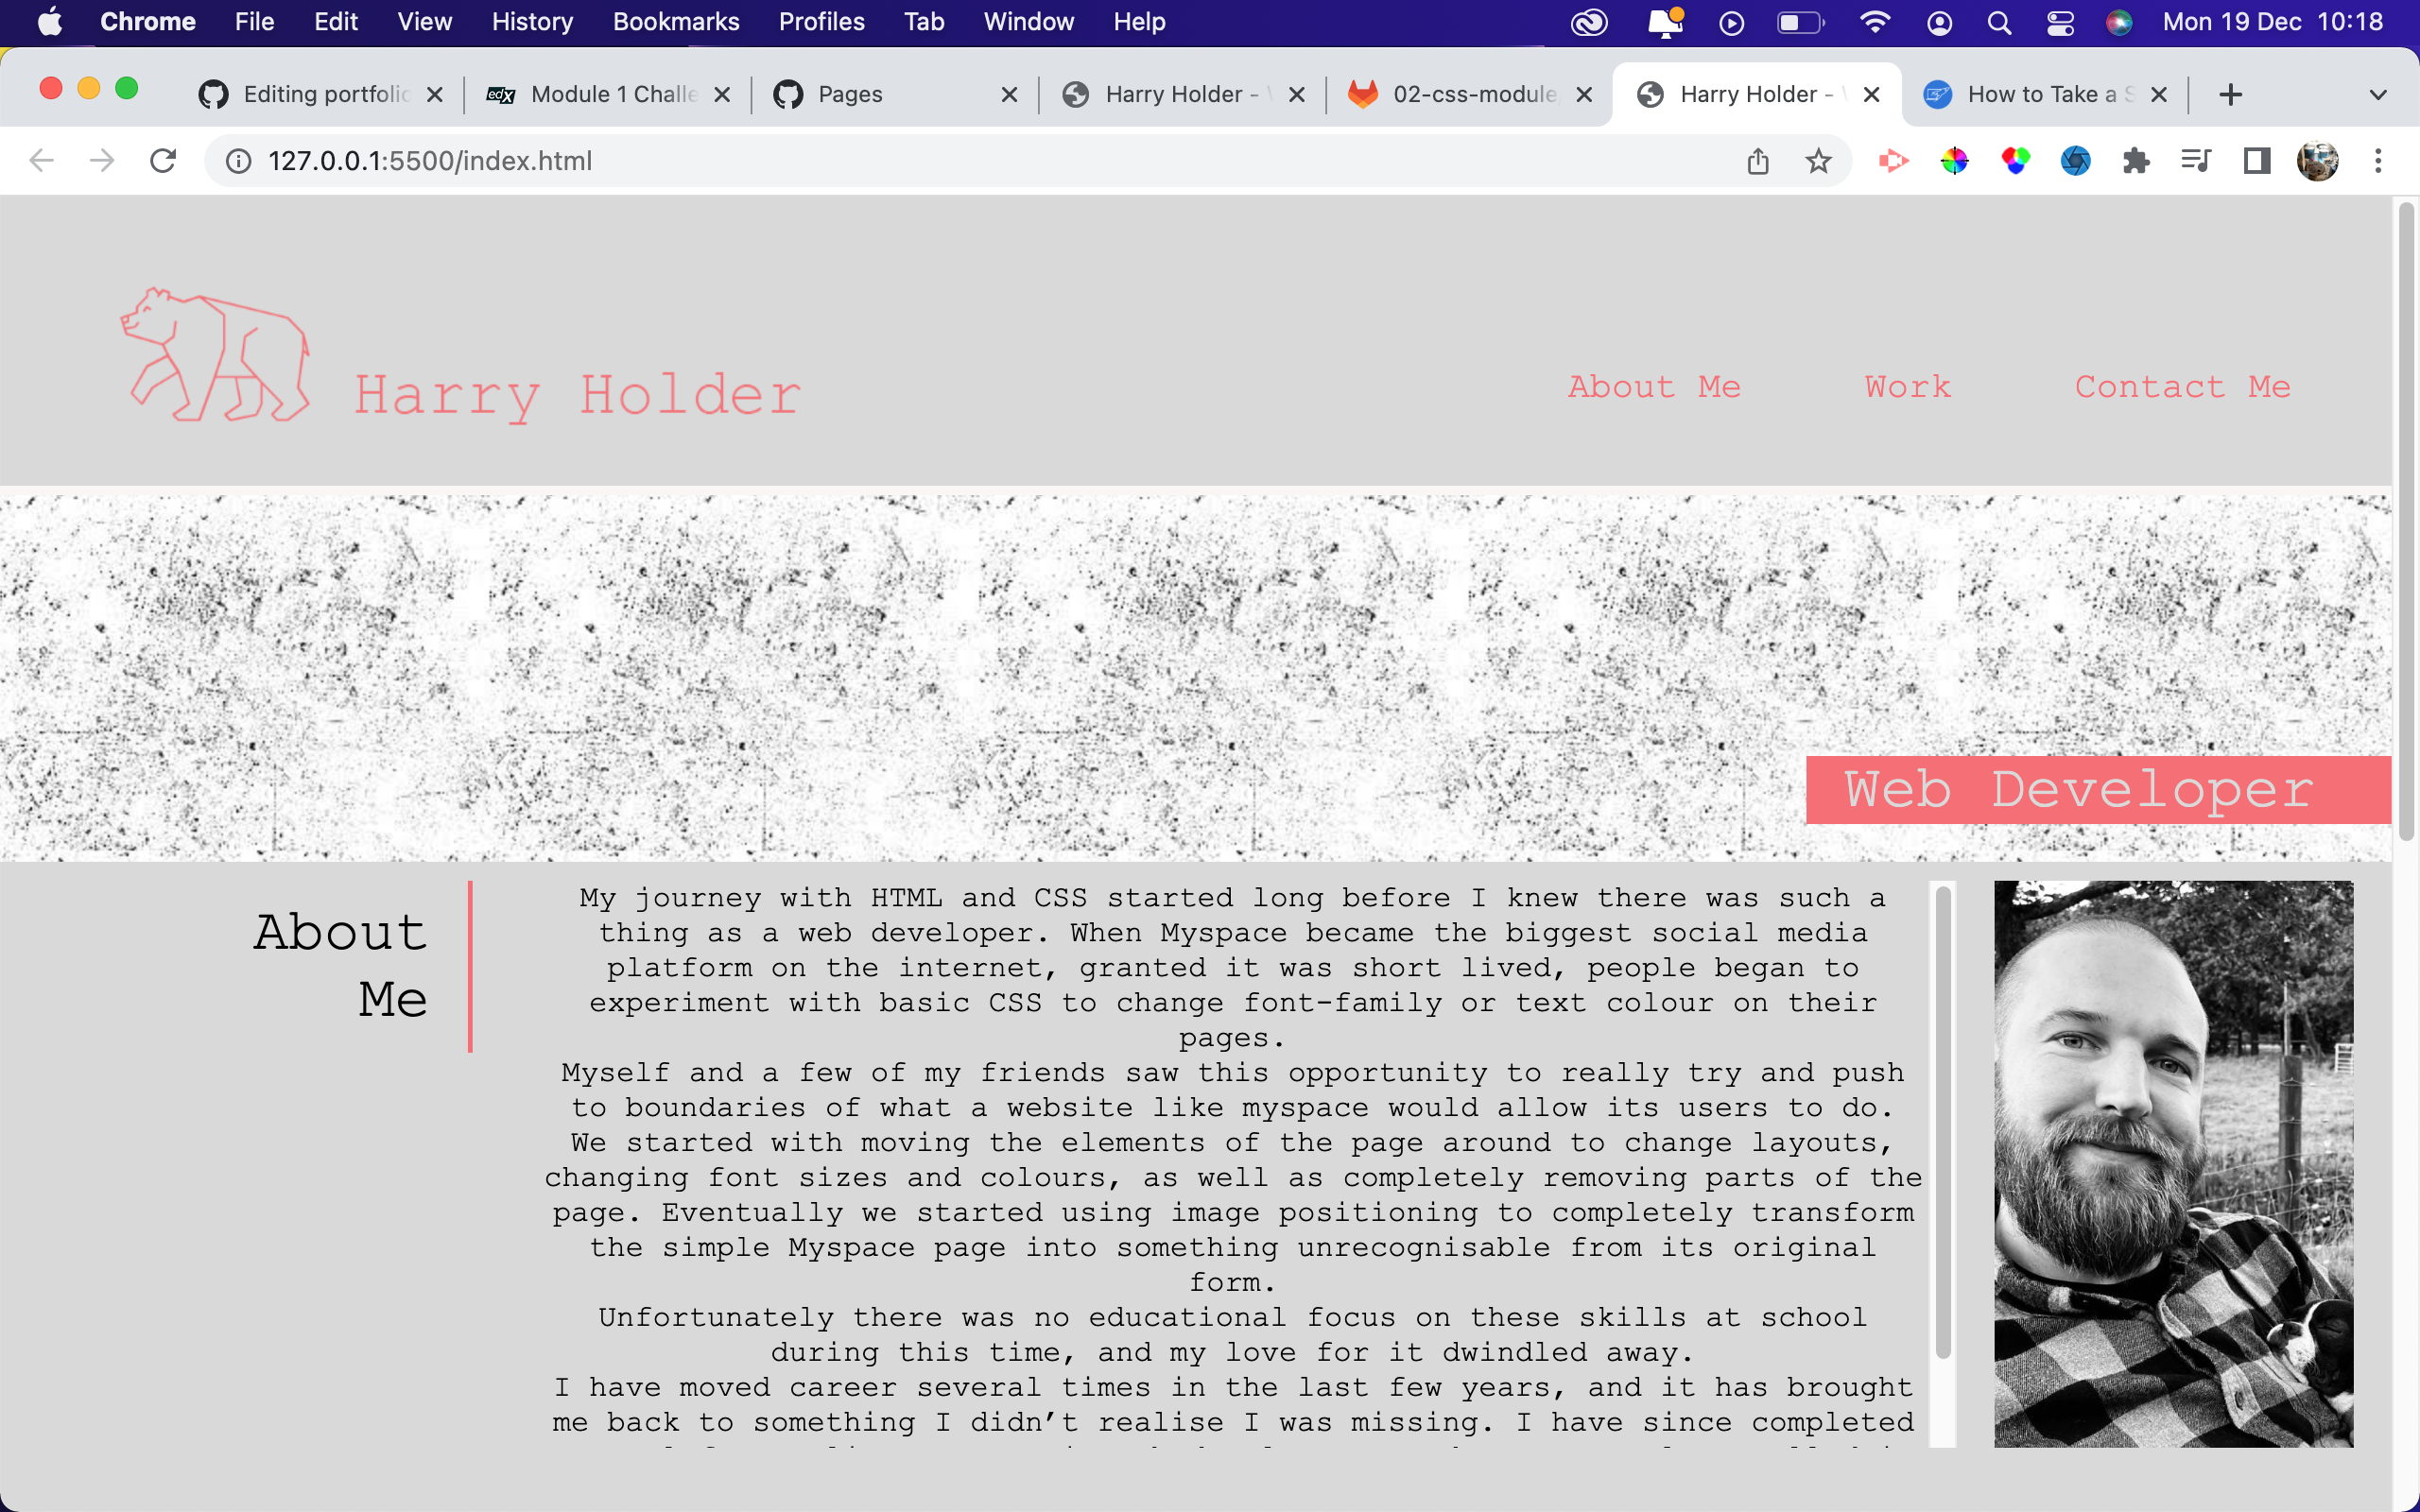 Chrome File Edit View History Bookmarks Profiles Tab Window Help Mon 19 Dec 10:18
Editing portfolio Module 1 Challe Pages Harry Holder - 02-css-module Harry Holder - How to Take a S
127.0.0.1:5500/index.html
Harry Holder
About Me Work Contact Me
Web Developer
About
Me
My journey with HTML and CSS started long before I knew there was such a
thing as a web developer. When Myspace became the biggest social media
platform on the internet, granted it was short lived, people began to
experiment with basic CSS to change font-family or text colour on their
pages.
Myself and a few of my friends saw this opportunity to really try and push
to boundaries of what a website like myspace would allow its users to do.
We started with moving the elements of the page around to change layouts,
changing font sizes and colours, as well as completely removing parts of the
page. Eventually we started using image positioning to completely transform
the simple Myspace page into something unrecognisable from its original
form.
Unfortunately there was no educational focus on these skills at school
during this time, and my love for it dwindled away.
I have moved career several times in the last few years, and it has brought
me back to something I didn’t realise I was missing. I have since completed